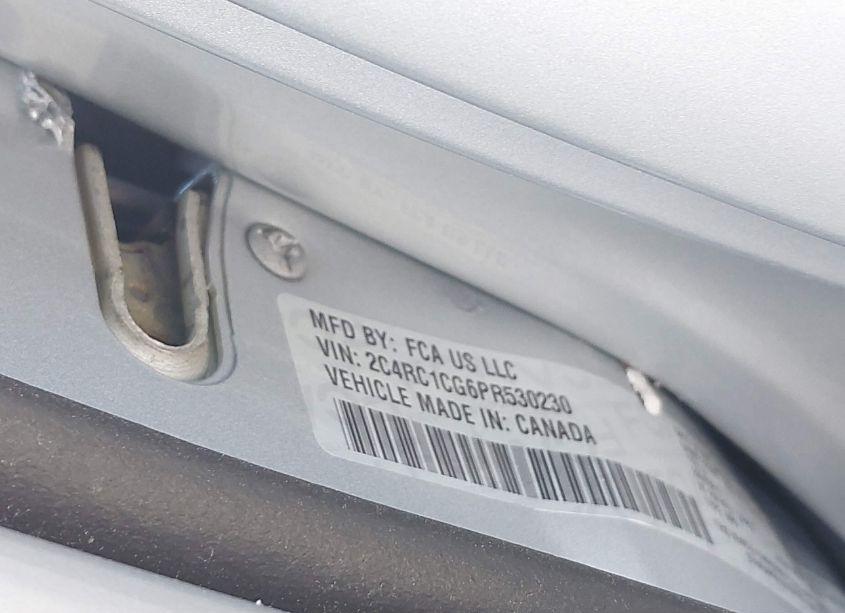 MFD BY: FCA US LLC
VIN: 2C4RC1CG6PR530230
VEHICLE MADE IN: CANADA